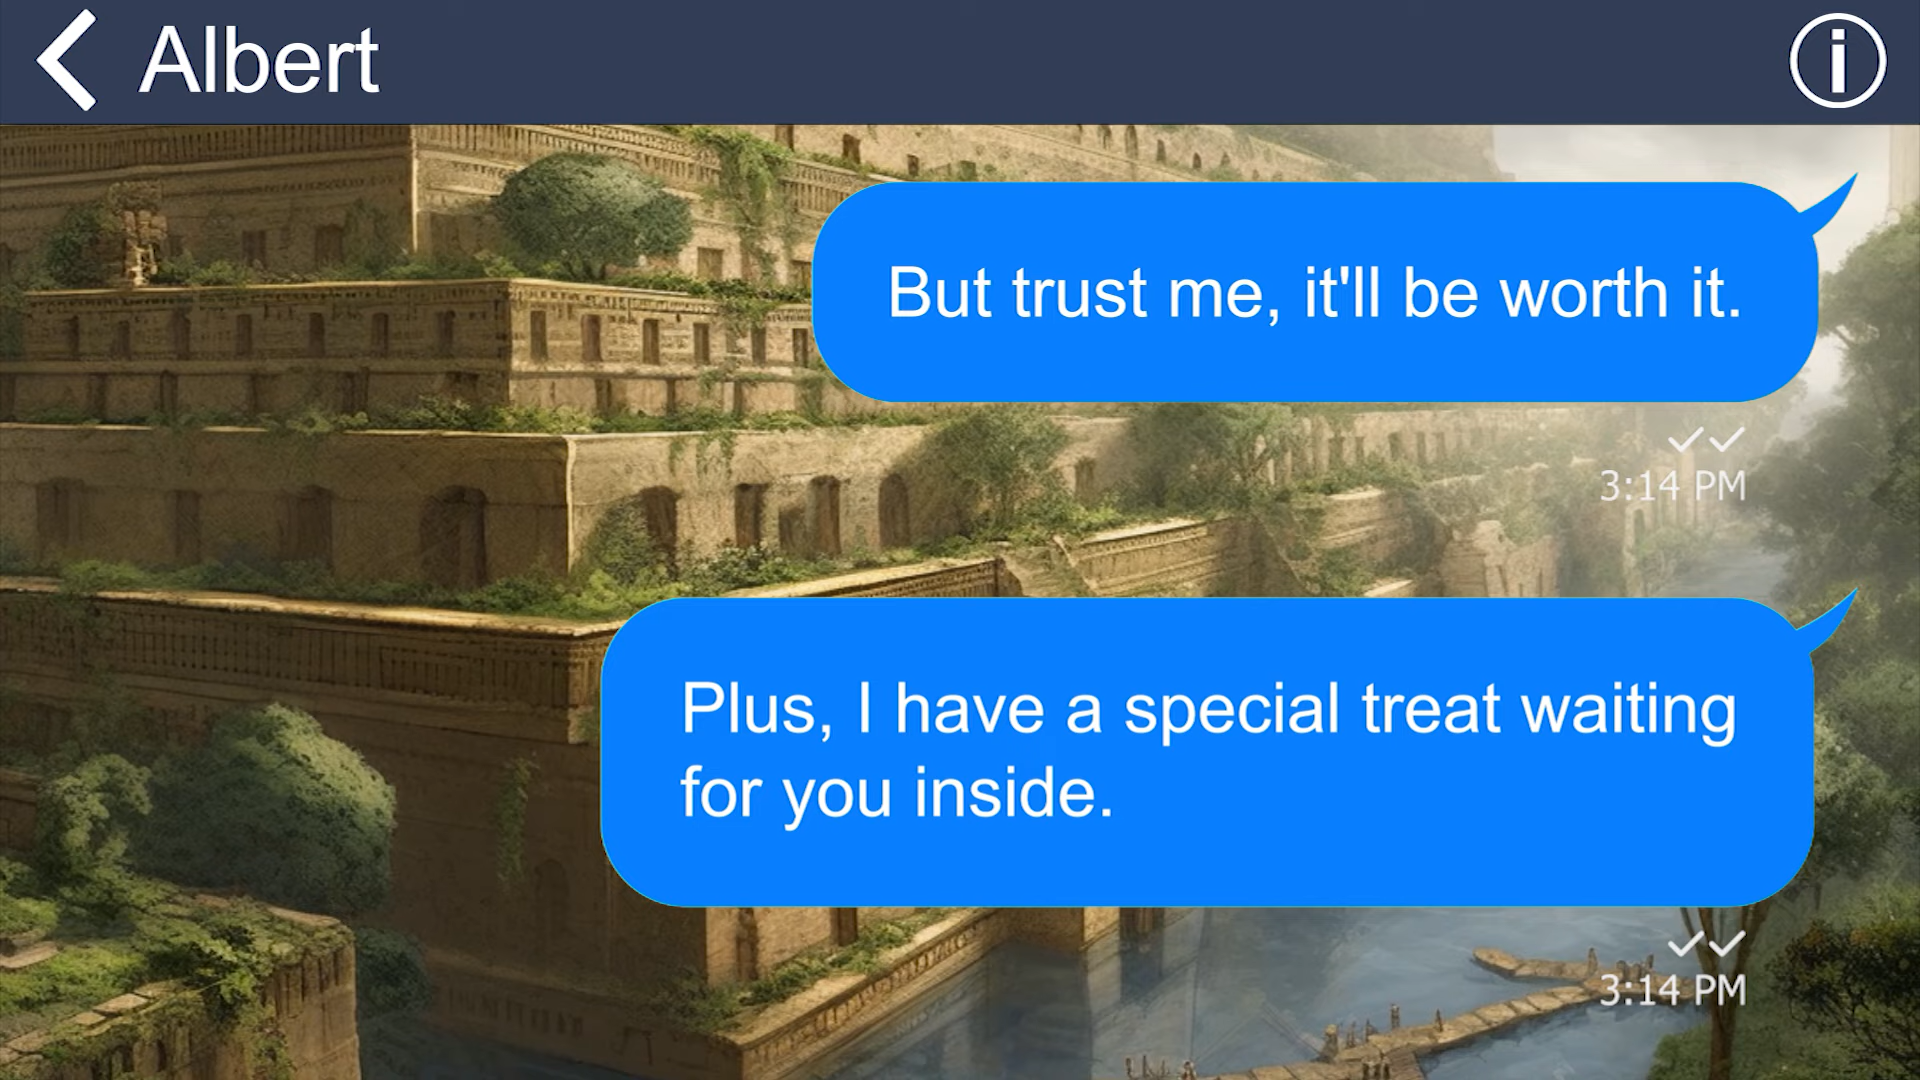 Albert
But trust me, it'll be worth it.
3:14 PM
Plus, I have a special treat waiting
for you inside.
3:14 PM